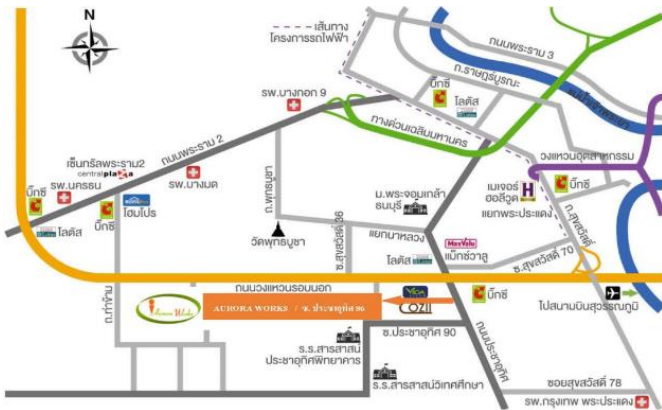 N
เส้นทาง
โครงการรถไฟฟ้า
ถนนพระราม 3
ถ.ราษฎร์บูรณะ
แม่น้ำเจ้าพระยา
บิ๊กซี
โลตัส
รพ.บางปกอก 9
ทางด่วนเฉลิมมหานคร
วงแหวนอุตสาหกรรม
ถนนพระราม 2
เซ็นทรัลพระราม2
centralplaza
รพ.นครธน
รพ.บางมด
บิ๊กซี
โลตัส
บิ๊กซี
โฮมโปร
ถ.พุทธบูชา
วัดพุทธบูชา
ม.พระจอมเกล้า
ธนบุรี
แยกนาหลวง
ถ.สุขสวัสดิ์
เมเจอร์
ฮอลีวูด
H
แยกพระประแดง
บิ๊กซี
MaxValu
แม็กซ์วาลู
โลตัส
ซ.สุขสวัสดิ์ 70
ถ.ท่าข้าม
ถนนวงแหวนรอบนอก
Aurora Works
AURORA WORKS / ซ. ประชาอุทิศ 96
COZII
บิ๊กซี
ไปสนามบินสุวรรณภูมิ
ซ.ประชาอุทิศ 90
ถนนประชาอุทิศ
ร.ร.สารสาสน์
ประชาอุทิศพิทยาคาร
ร.ร.สารสาสน์วิเทศศึกษา
ซอยสุขสวัสดิ์ 78
รพ.กรุงเทพ พระประแดง